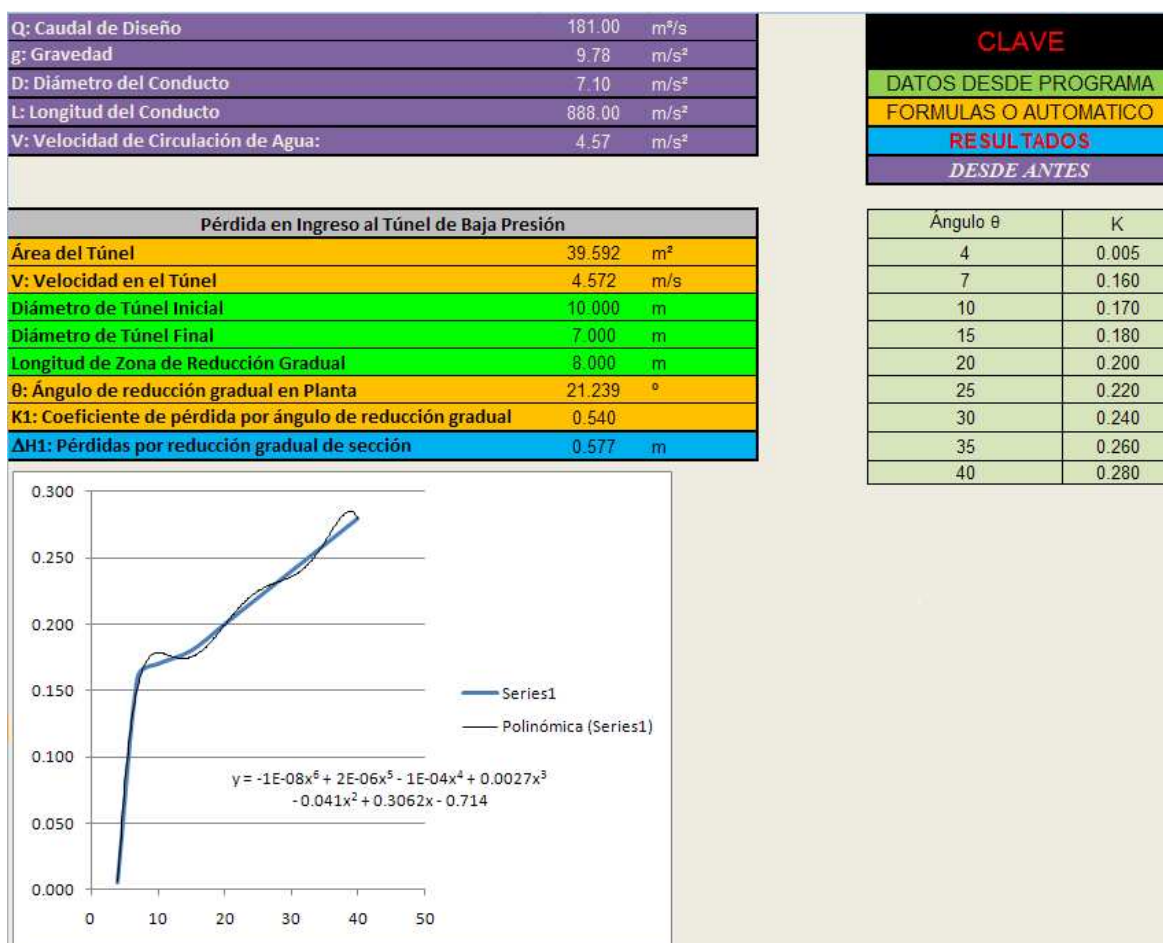 Q: Caudal de Diseño 181.00 m³/s
g: Gravedad 9.78 m/s²
D: Diámetro del Conducto 7.10 m/s²
L: Longitud del Conducto 888.00 m/s²
V: Velocidad de Circulación de Agua: 4.57 m/s²
CLAVE
DATOS DESDE PROGRAMA
FORMULAS O AUTOMATICO
RESULTADOS
DESDE ANTES
Pérdida en Ingreso al Túnel de Baja Presión
Área del Túnel 39.592 m²
V: Velocidad en el Túnel 4.572 m/s
Diámetro de Túnel Inicial 10.000 m
Diámetro de Túnel Final 7.000 m
Longitud de Zona de Reducción Gradual 8.000 m
θ: Ángulo de reducción gradual en Planta 21.239 º
K1: Coeficiente de pérdida por ángulo de reducción gradual 0.540
ΔH1: Pérdidas por reducción gradual de sección 0.577 m
Ángulo θ K
4 0.005
7 0.160
10 0.170
15 0.180
20 0.200
25 0.220
30 0.240
35 0.260
40 0.280
0.300
0.250
0.200
0.150
0.100
0.050
0.000
0 10 20 30 40 50
Series1
Polinómica (Series1)
y = -1E-08x⁶ + 2E-06x⁵ - 1E-04x⁴ + 0.0027x³
- 0.041x² + 0.3062x - 0.714